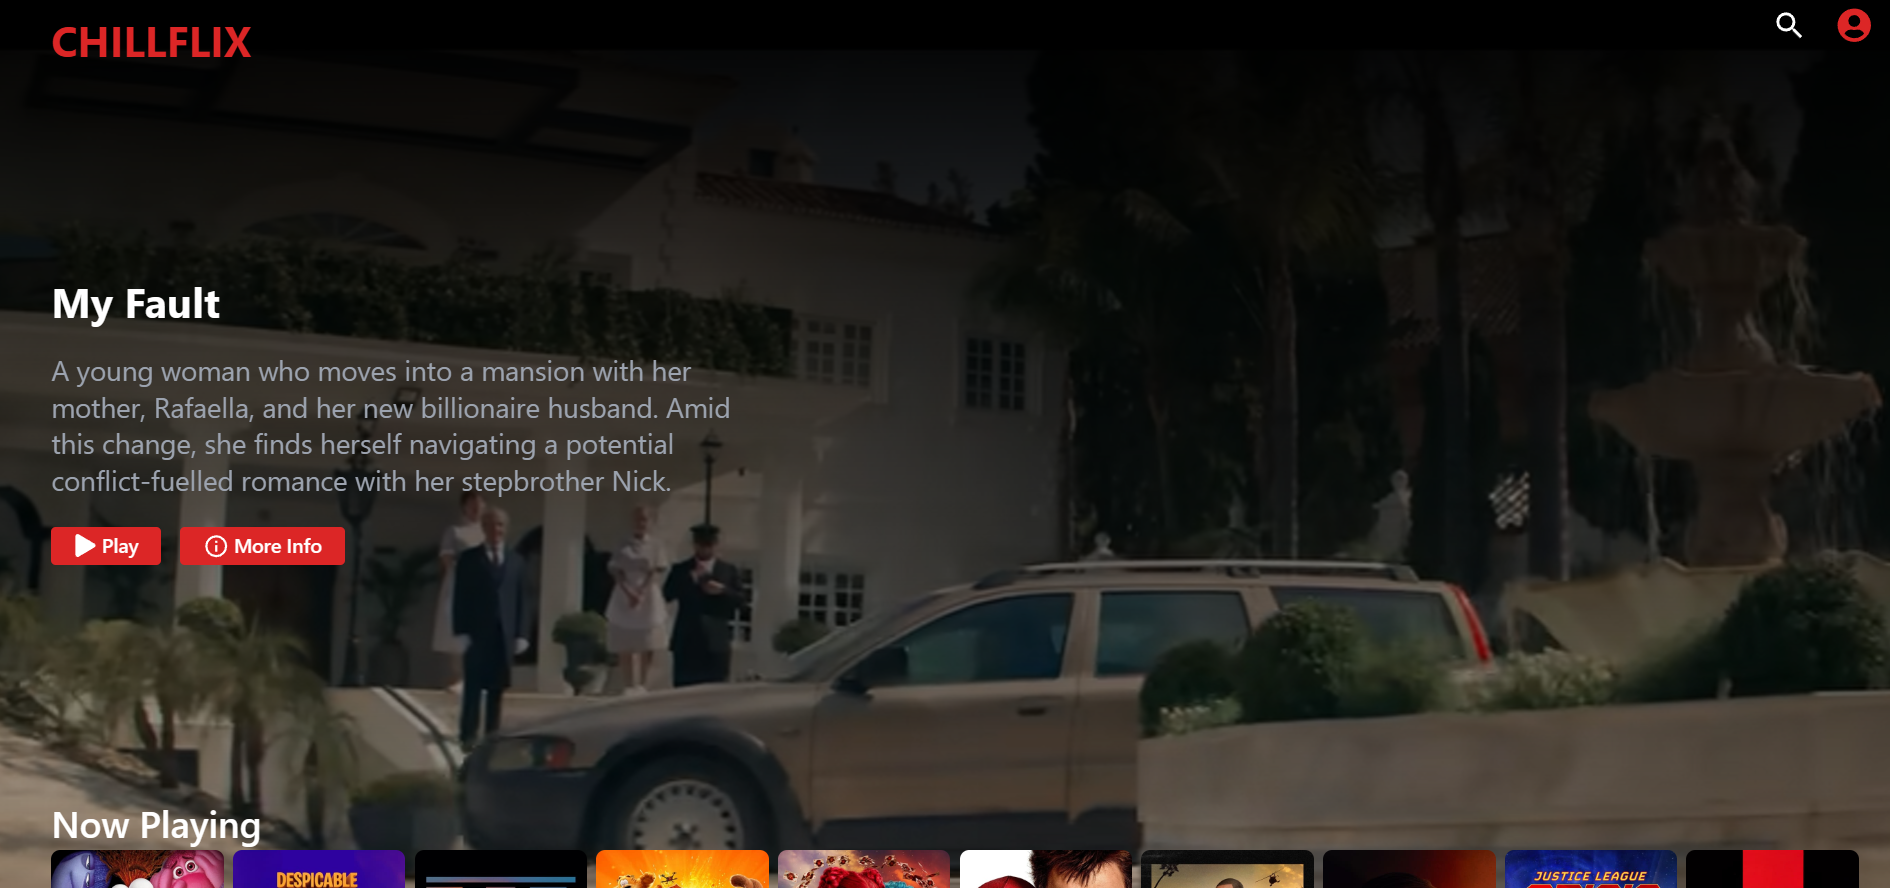 CHILLFLIX
My Fault
A young woman who moves into a mansion with her
mother, Rafaella, and her new billionaire husband. Amid
this change, she finds herself navigating a potential
conflict-fuelled romance with her stepbrother Nick.
Play
More Info
Now Playing
DESPICABLE
JUSTICE LEAGUE